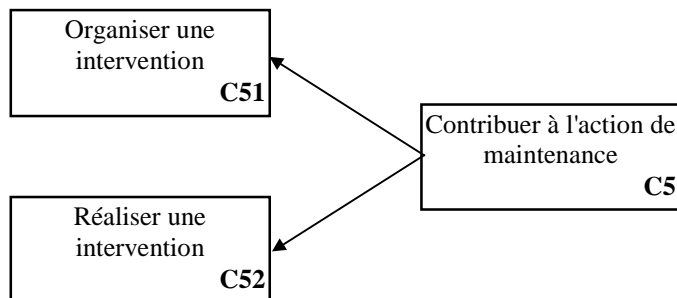 Organiser une
intervention
C51
Contribuer à l'action de
maintenance
C5
Réaliser une
intervention
C52